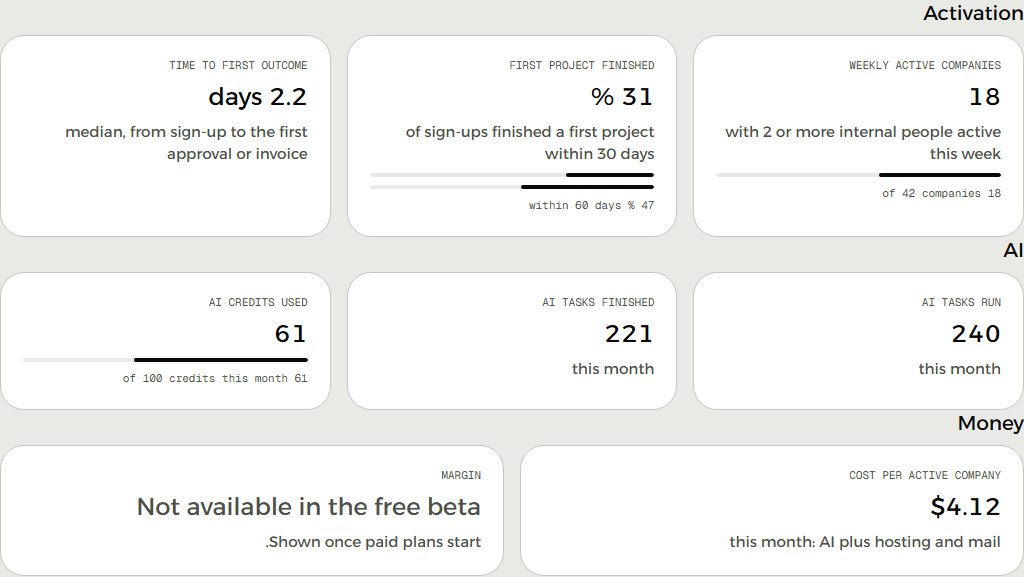 Activation
WEEKLY ACTIVE COMPANIES
18
with 2 or more internal people active
this week
of 42 companies 18
FIRST PROJECT FINISHED
% 31
of sign-ups finished a first project
within 30 days
within 60 days % 47
TIME TO FIRST OUTCOME
days 2.2
median, from sign-up to the first
approval or invoice
AI
AI TASKS RUN
240
this month
AI TASKS FINISHED
221
this month
AI CREDITS USED
61
of 100 credits this month 61
Money
COST PER ACTIVE COMPANY
$4.12
this month: AI plus hosting and mail
MARGIN
Not available in the free beta
.Shown once paid plans start